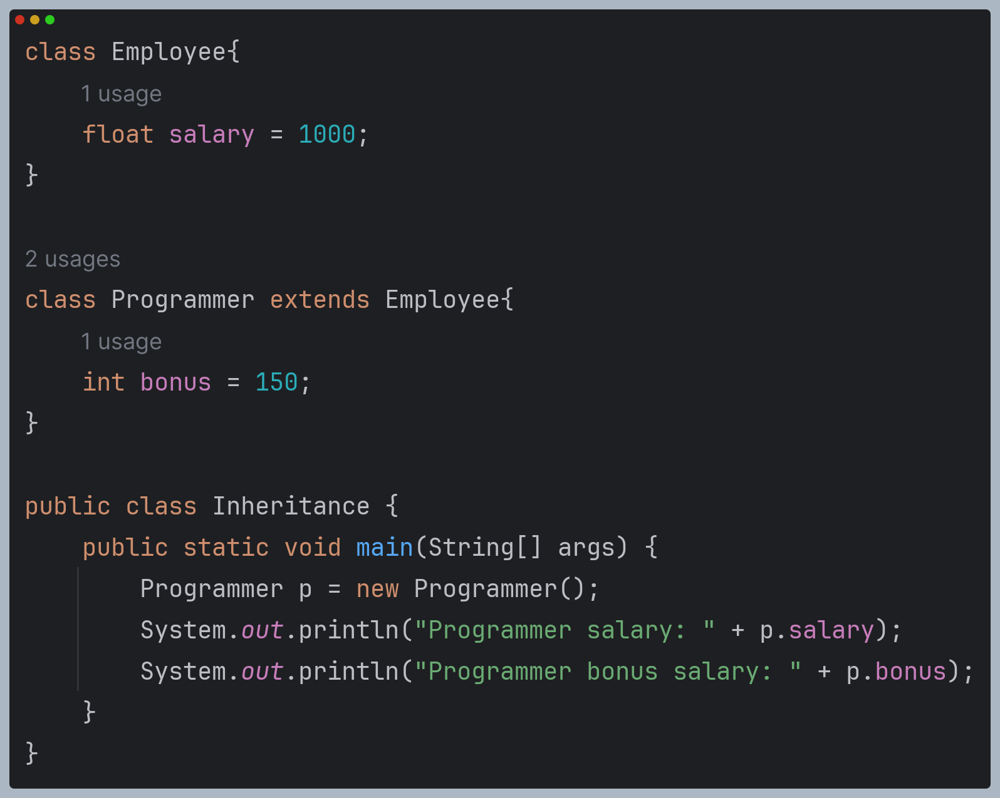 class Employee{
1 usage
float salary = 1000;
}
2 usages
class Programmer extends Employee{
1 usage
int bonus = 150;
}
public class Inheritance {
public static void main(String[] args) {
Programmer p = new Programmer();
System.out.println("Programmer salary: " + p.salary);
System.out.println("Programmer bonus salary: " + p.bonus);
}
}